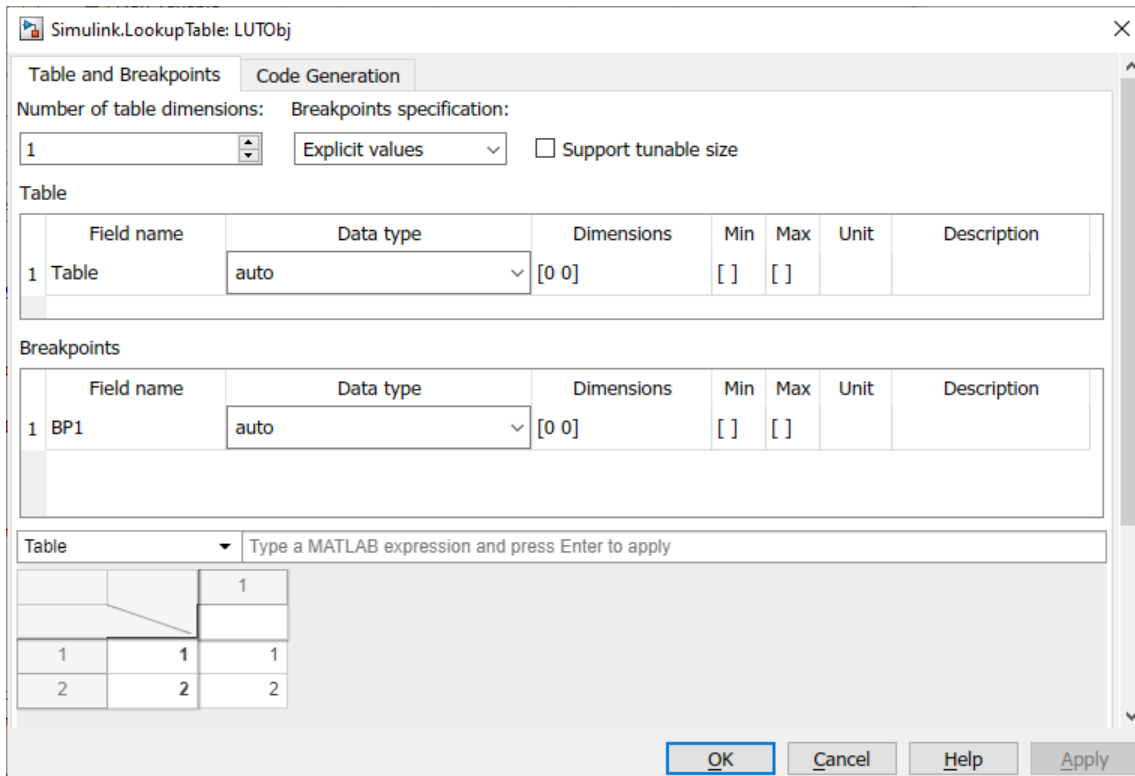 Simulink.LookupTable: LUTObj
Table and Breakpoints Code Generation
Number of table dimensions: Breakpoints specification:
1 Explicit values Support tunable size
Table
Field name Data type Dimensions Min Max Unit Description
1 Table auto [0 0] [ ] [ ]
Breakpoints
Field name Data type Dimensions Min Max Unit Description
1 BP1 auto [0 0] [ ] [ ]
Table Type a MATLAB expression and press Enter to apply
1
1 1 1
2 2 2
OK Cancel Help Apply